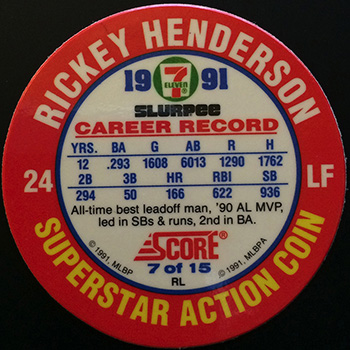 RICKEY HENDERSON
19 7 ELEVEN 91
SLURPEE
CAREER RECORD
YRS. BA G AB R H
12 .293 1608 6013 1290 1762
2B 3B HR RBI SB
294 50 166 622 936
24 LF
All-time best leadoff man, '90 AL MVP,
led in SBs & runs, 2nd in BA.
© 1991, MLBP © 1991, MLBPA
SCORE®
7 of 15
RL
SUPERSTAR ACTION COIN